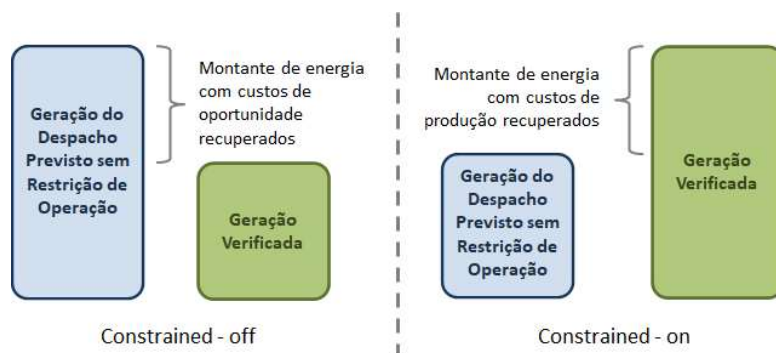 Geração do
Despacho
Previsto sem
Restrição de
Operação
Montante de energia
com custos de
oportunidade
recuperados
Geração
Verificada
Constrained - off
Montante de energia
com custos de
produção recuperados
Geração do
Despacho
Previsto sem
Restrição de
Operação
Geração
Verificada
Constrained - on